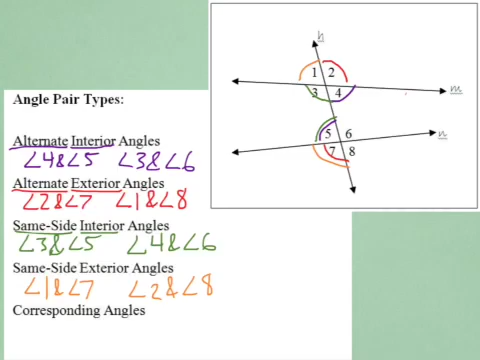 Angle Pair Types:
Alternate Interior Angles
∠4&∠5 ∠3&∠6
Alternate Exterior Angles
∠2&∠7 ∠1&∠8
Same-Side Interior Angles
∠3&∠5 ∠4&∠6
Same-Side Exterior Angles
∠1&∠7 ∠2&∠8
Corresponding Angles
h
1 2
3 4
m
5 6
n
7 8